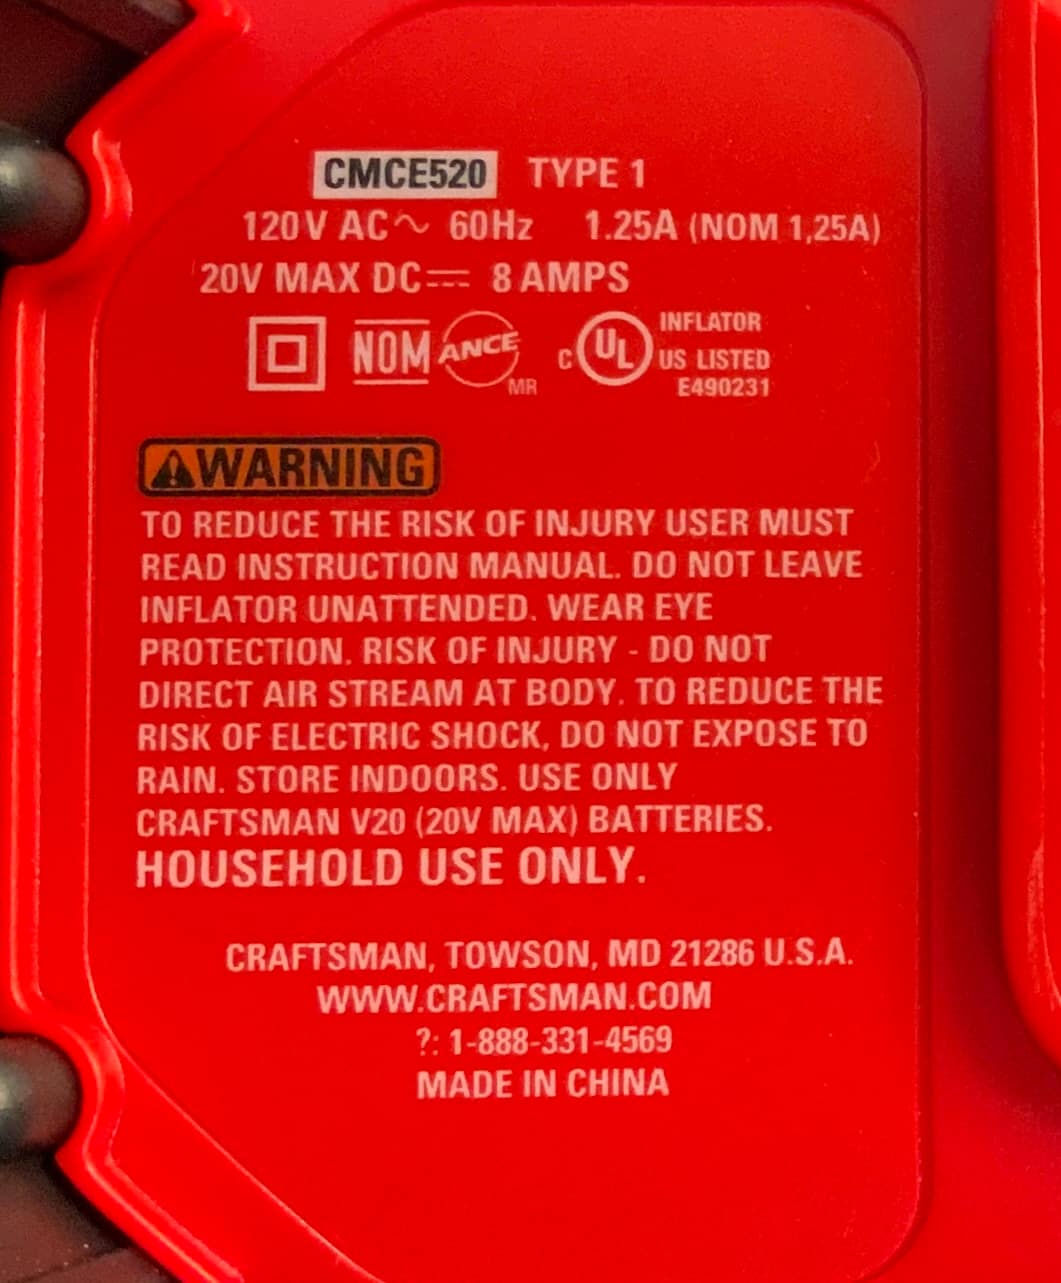 CMCE520 TYPE 1
120V AC~ 60Hz 1.25A (NOM 1,25A)
20V MAX DC⎓ 8 AMPS
NOM ANCE MR C UL US LISTED INFLATOR E490231
WARNING
TO REDUCE THE RISK OF INJURY USER MUST
READ INSTRUCTION MANUAL. DO NOT LEAVE
INFLATOR UNATTENDED. WEAR EYE
PROTECTION. RISK OF INJURY - DO NOT
DIRECT AIR STREAM AT BODY. TO REDUCE THE
RISK OF ELECTRIC SHOCK, DO NOT EXPOSE TO
RAIN. STORE INDOORS. USE ONLY
CRAFTSMAN V20 (20V MAX) BATTERIES.
HOUSEHOLD USE ONLY.
CRAFTSMAN, TOWSON, MD 21286 U.S.A.
WWW.CRAFTSMAN.COM
?: 1-888-331-4569
MADE IN CHINA